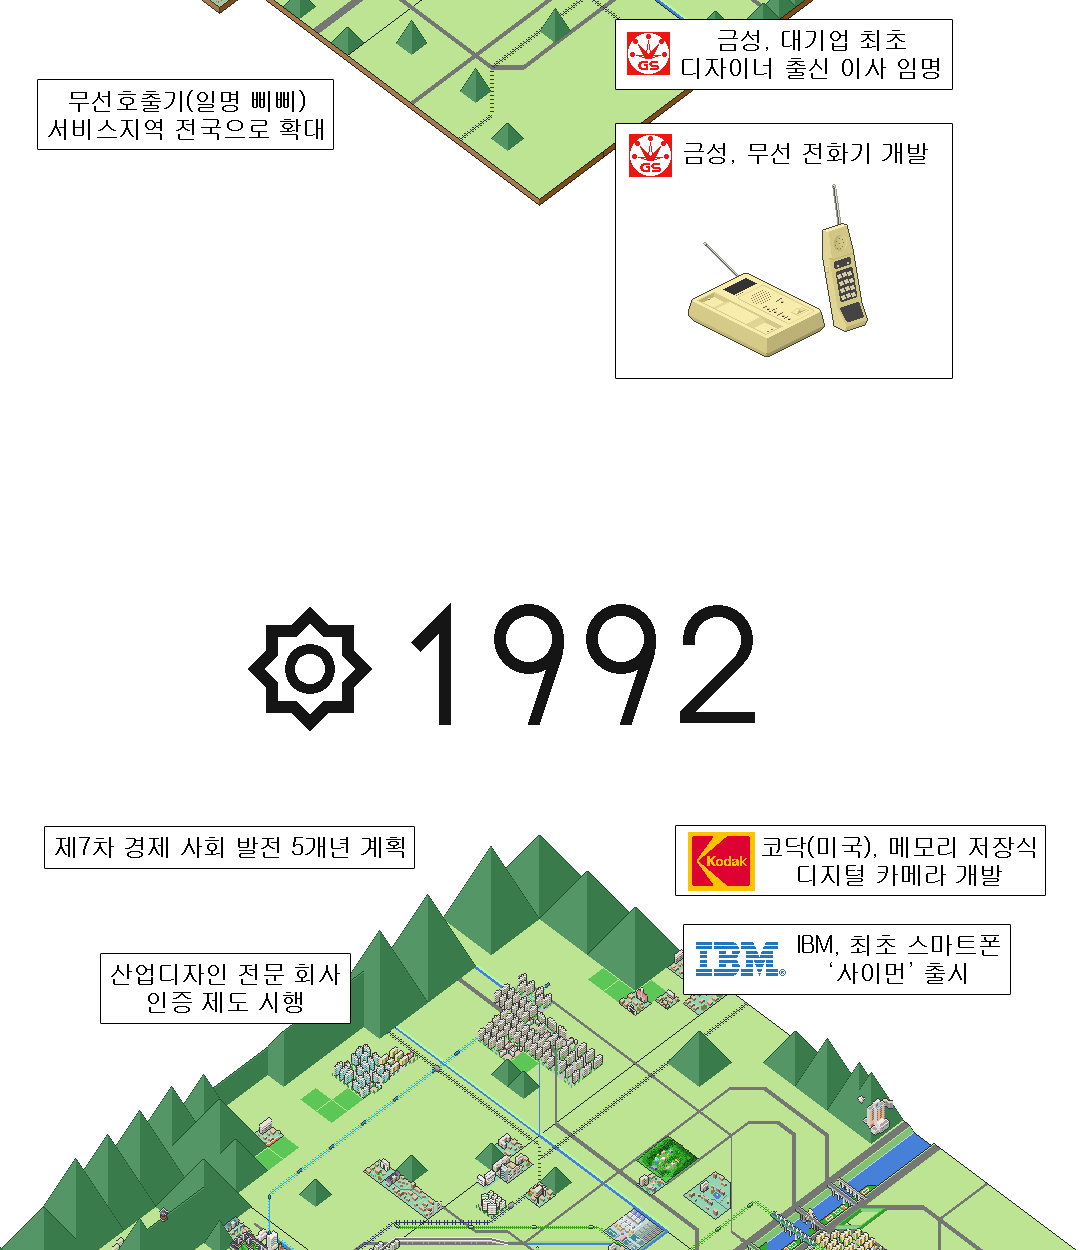 GS
금성, 대기업 최초
디자이너 출신 이사 임명
무선호출기(일명 삐삐)
서비스지역 전국으로 확대
GS
금성, 무선 전화기 개발
1992
제7차 경제 사회 발전 5개년 계획
Kodak
코닥(미국), 메모리 저장식
디지털 카메라 개발
IBM®
IBM, 최초 스마트폰
‘사이먼’ 출시
산업디자인 전문 회사
인증 제도 시행